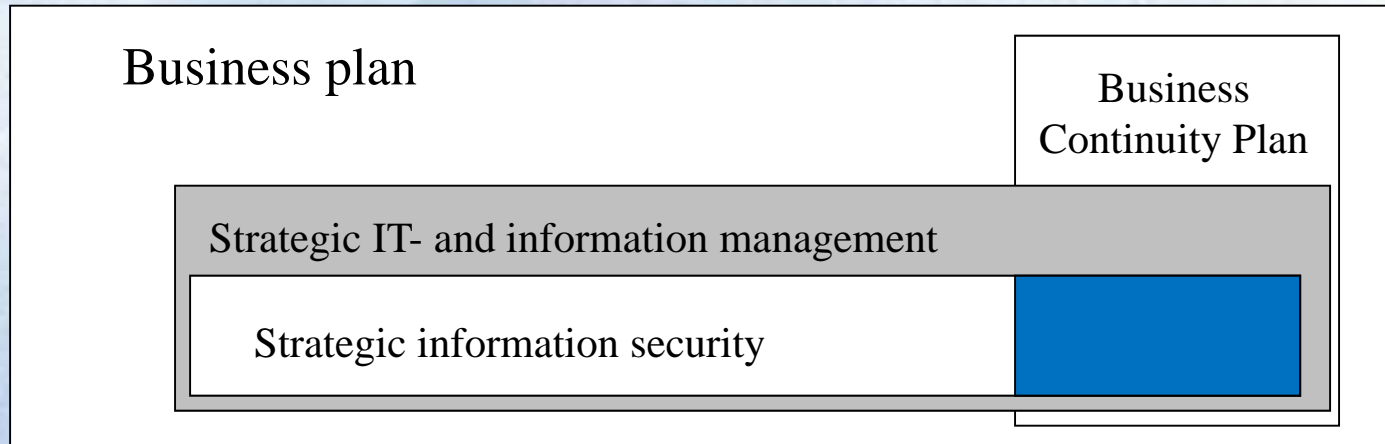 Business plan
Business
Continuity Plan
Strategic IT- and information management
Strategic information security